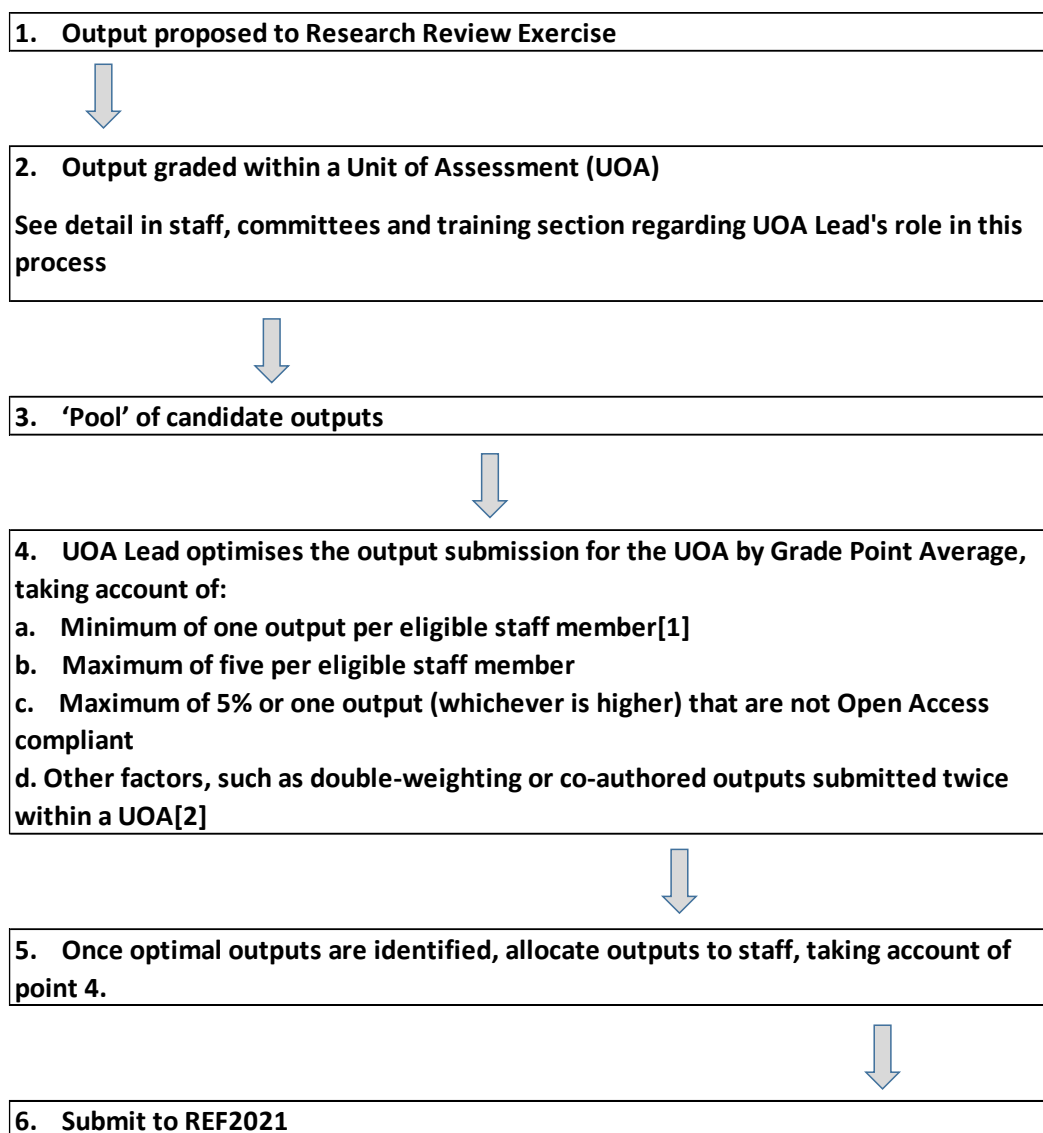 1. Output proposed to Research Review Exercise
2. Output graded within a Unit of Assessment (UOA)
See detail in staff, committees and training section regarding UOA Lead's role in this
process
3. ‘Pool’ of candidate outputs
4. UOA Lead optimises the output submission for the UOA by Grade Point Average,
taking account of:
a. Minimum of one output per eligible staff member[1]
b. Maximum of five per eligible staff member
c. Maximum of 5% or one output (whichever is higher) that are not Open Access
compliant
d. Other factors, such as double-weighting or co-authored outputs submitted twice
within a UOA[2]
5. Once optimal outputs are identified, allocate outputs to staff, taking account of
point 4.
6. Submit to REF2021